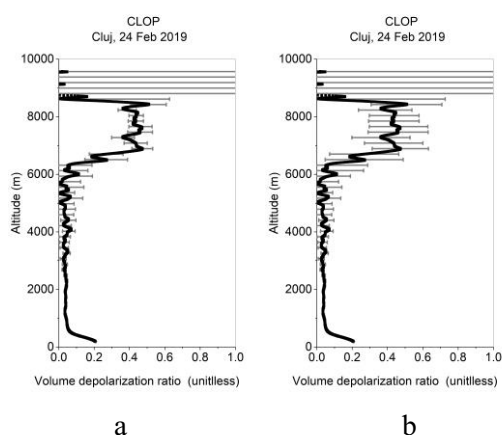 CLOP
Cluj, 24 Feb 2019
10000
8000
6000
4000
2000
0
Altitude (m)
0.0 0.2 0.4 0.6 0.8 1.0
Volume depolarization ratio (unitlless)
a
CLOP
Cluj, 24 Feb 2019
10000
8000
6000
4000
2000
0
Altitude (m)
0.0 0.2 0.4 0.6 0.8 1.0
Volume depolarization ratio (unitlless)
b